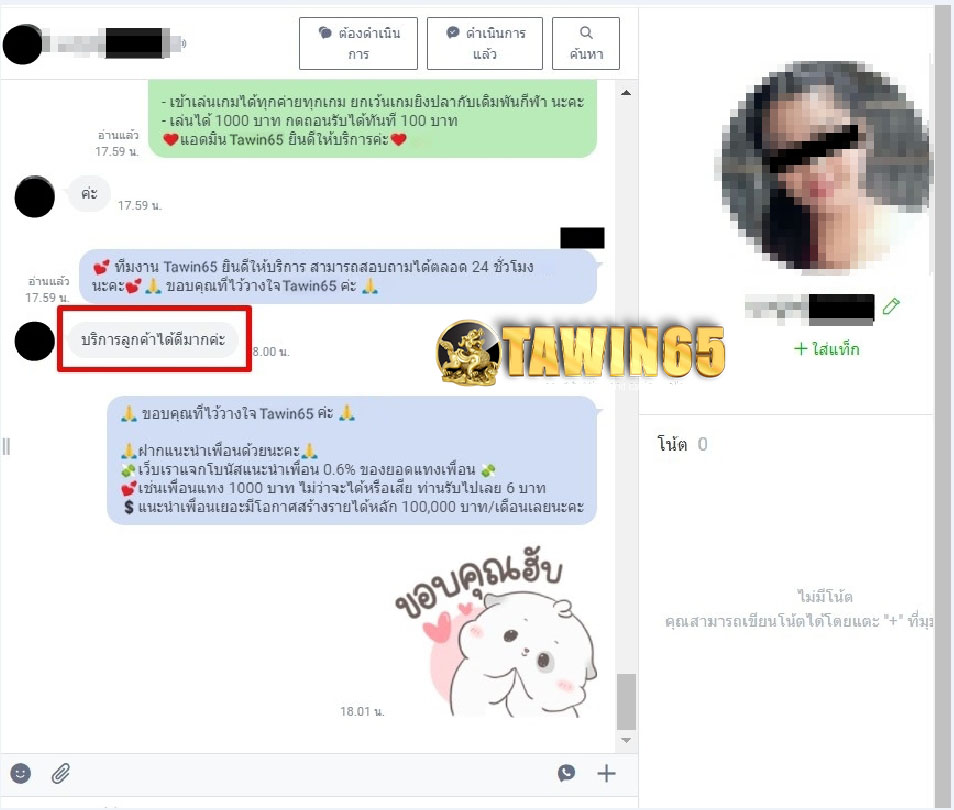 ต้องดำเนิน
การ
ดำเนินการ
แล้ว
ค้นหา
- เข้าเล่นเกมได้ทุกค่ายทุกเกม ยกเว้นเกมยิงปลากับเดิมพันกีฬา นะคะ
- เล่นได้ 1000 บาท กดถอนรับได้ทันที 100 บาท
❤️แอดมิน Tawin65 ยินดีให้บริการค่ะ❤️
อ่านแล้ว
17.59 น.
ค่ะ
17.59 น.
💕 ทีมงาน Tawin65 ยินดีให้บริการ สามารถสอบถามได้ตลอด 24 ชั่วโมง
นะคะ💕🙏 ขอบคุณที่ไว้วางใจTawin65 ค่ะ 🙏
อ่านแล้ว
17.59 น.
บริการลูกค้าได้ดีมากค่ะ
8.00 น.
TAWIN65
ใส่แท็ก
🙏 ขอบคุณที่ไว้วางใจ Tawin65 ค่ะ 🙏
🙏ฝากแนะนำเพื่อนด้วยนะคะ🙏
💸เว็บเราแจกโบนัสแนะนำเพื่อน 0.6% ของยอดแทงเพื่อน 💸
💕เช่นเพื่อนแทง 1000 บาท ไม่ว่าจะได้หรือเสีย ท่านรับไปเลย 6 บาท
💲แนะนำเพื่อนเยอะมีโอกาศสร้างรายได้หลัก 100,000 บาท/เดือนเลยนะคะ
โน้ต 0
ขอบคุณฮับ
18.01 น.
ไม่มีโน้ต
คุณสามารถเขียนโน้ตได้โดยแตะ "+" ที่มุม